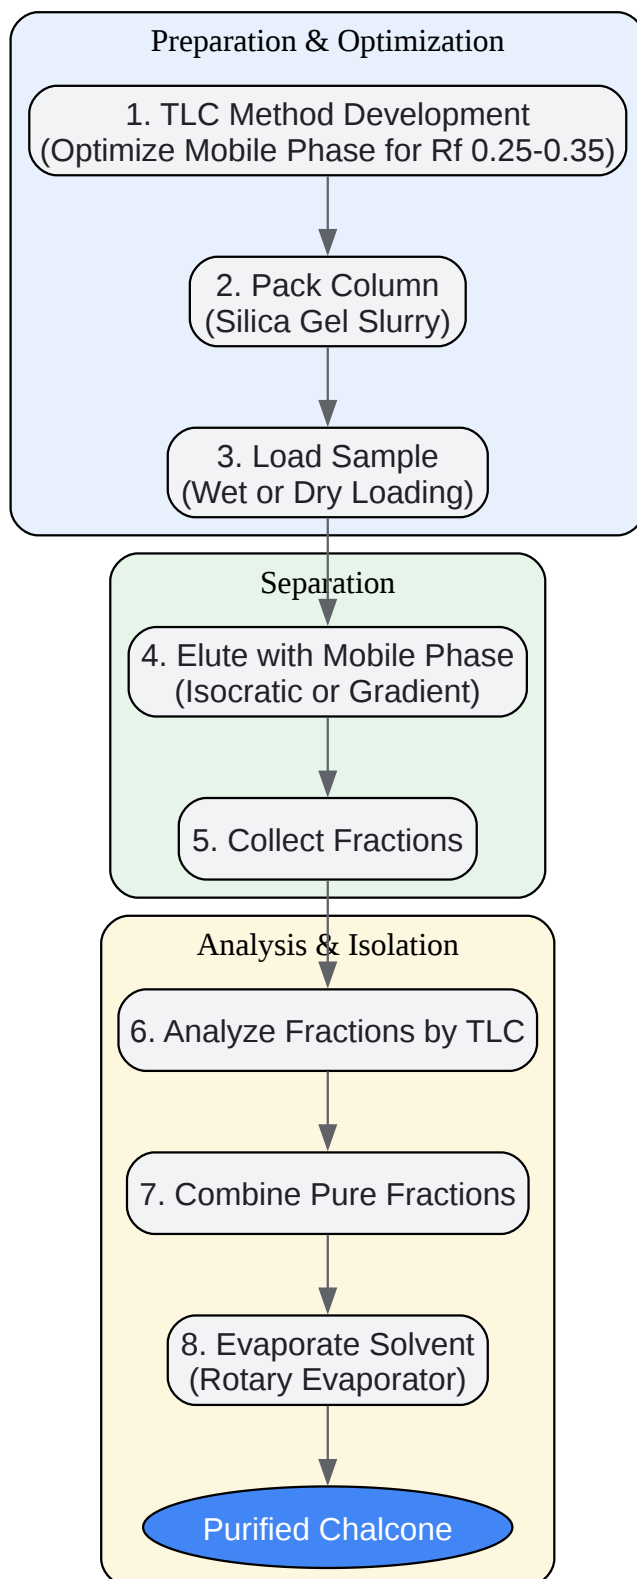 Preparation & Optimization
1. TLC Method Development
(Optimize Mobile Phase for Rf 0.25-0.35)
2. Pack Column
(Silica Gel Slurry)
3. Load Sample
(Wet or Dry Loading)
Separation
4. Elute with Mobile Phase
(Isocratic or Gradient)
5. Collect Fractions
Analysis & Isolation
6. Analyze Fractions by TLC
7. Combine Pure Fractions
8. Evaporate Solvent
(Rotary Evaporator)
Purified Chalcone